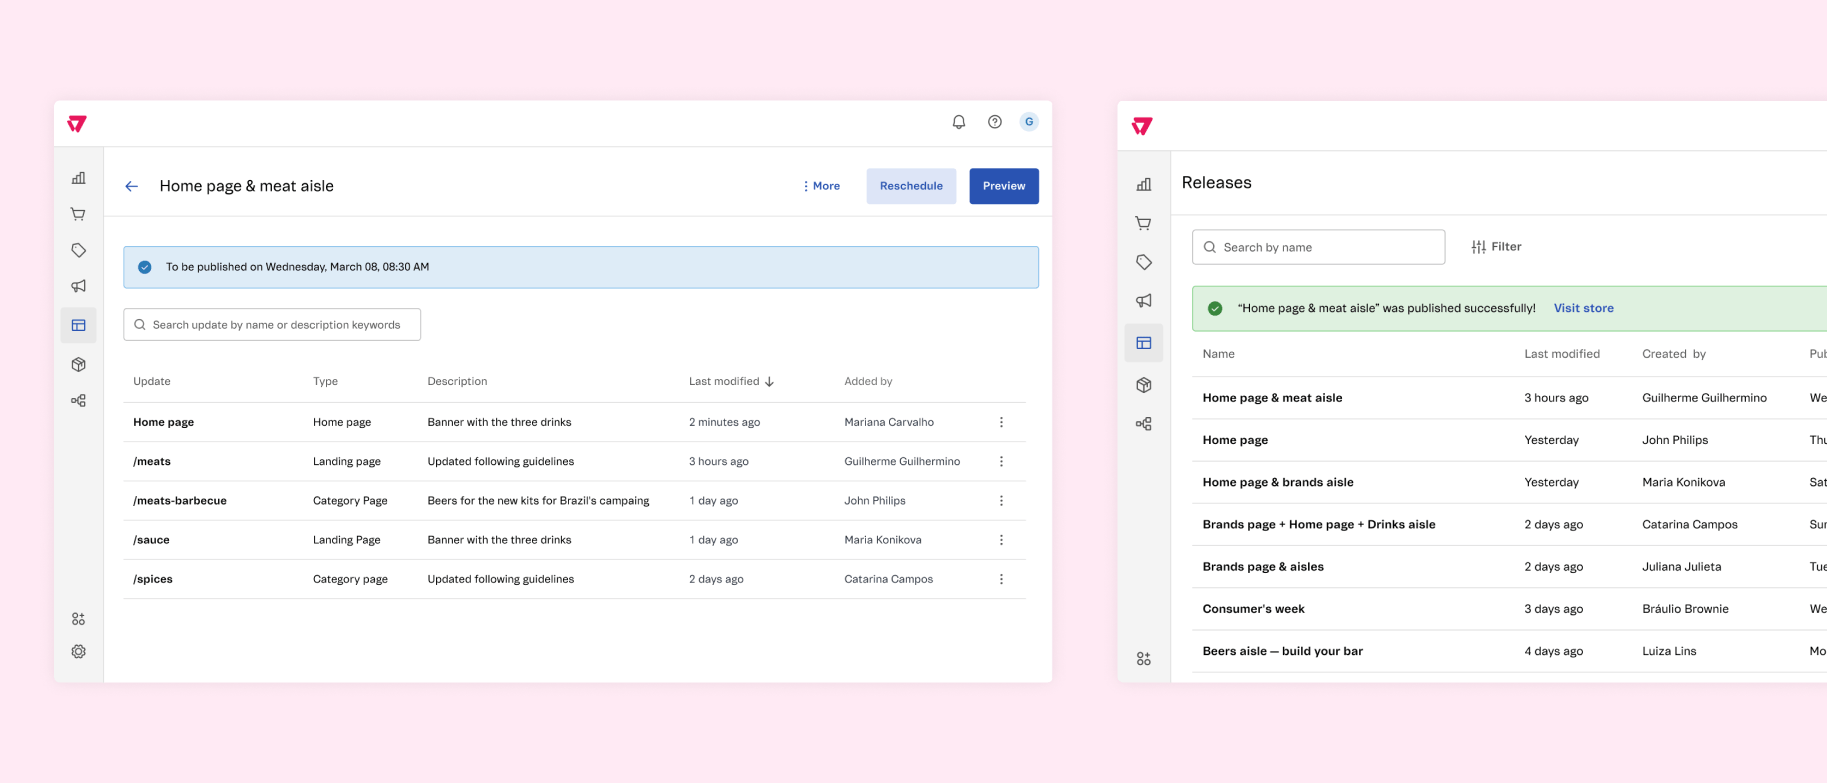 G
Home page & meat aisle
More
Reschedule
Preview
To be published on Wednesday, March 08, 08:30 AM
Search update by name or description keywords
Update Type Description Last modified Added by
Home page Home page Banner with the three drinks 2 minutes ago Mariana Carvalho
/meats Landing page Updated following guidelines 3 hours ago Guilherme Guilhermino
/meats-barbecue Category Page Beers for the new kits for Brazil's campaing 1 day ago John Philips
/sauce Landing Page Banner with the three drinks 1 day ago Maria Konikova
/spices Category page Updated following guidelines 2 days ago Catarina Campos
Releases
Search by name
Filter
“Home page & meat aisle” was published successfully! Visit store
Name Last modified Created by Pub
Home page & meat aisle 3 hours ago Guilherme Guilhermino We
Home page Yesterday John Philips Thu
Home page & brands aisle Yesterday Maria Konikova Sat
Brands page + Home page + Drinks aisle 2 days ago Catarina Campos Sun
Brands page & aisles 2 days ago Juliana Julieta Tue
Consumer's week 3 days ago Bráulio Brownie We
Beers aisle — build your bar 4 days ago Luiza Lins Mo